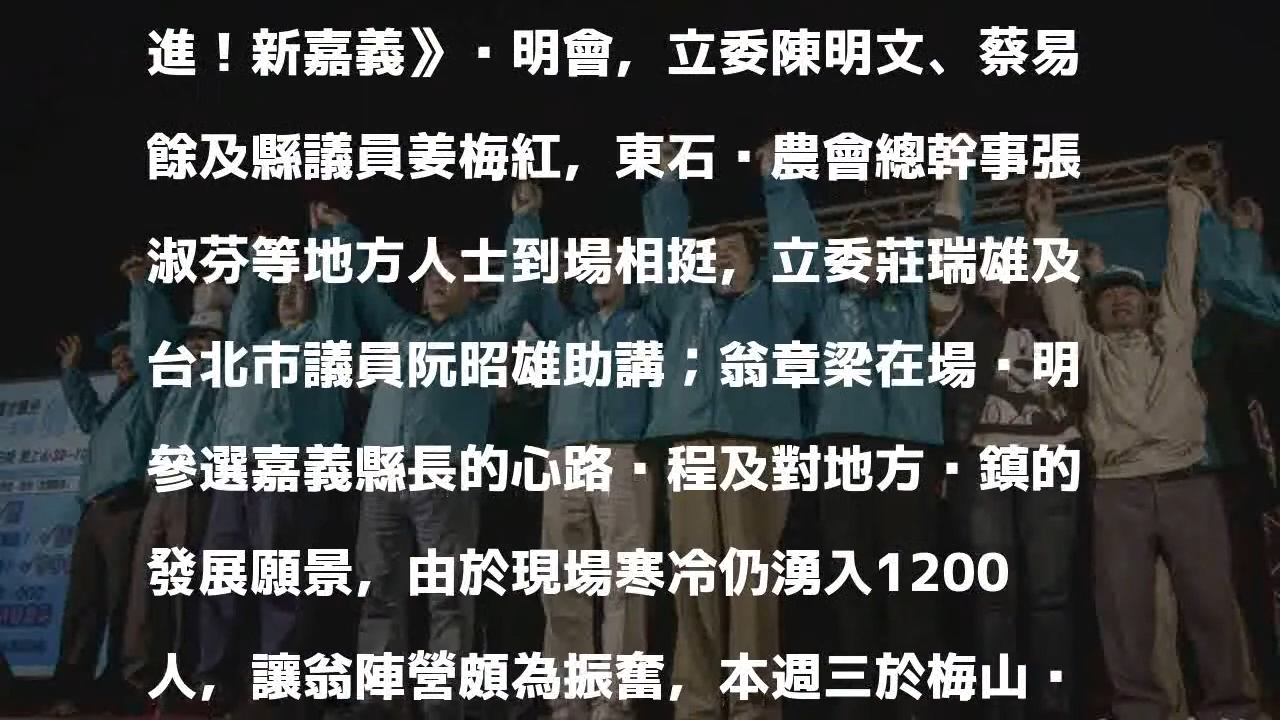 進！新嘉義》·明會，立委陳明文、蔡易
餘及縣議員姜梅紅，東石·農會總幹事張
淑芬等地方人士到場相挺，立委莊瑞雄及
台北市議員阮昭雄助講；翁章梁在場·明
參選嘉義縣長的心路·程及對地方·鎮的
發展願景，由於現場寒冷仍湧入1200
人，讓翁陣營頗為振奮，本週三於梅山·